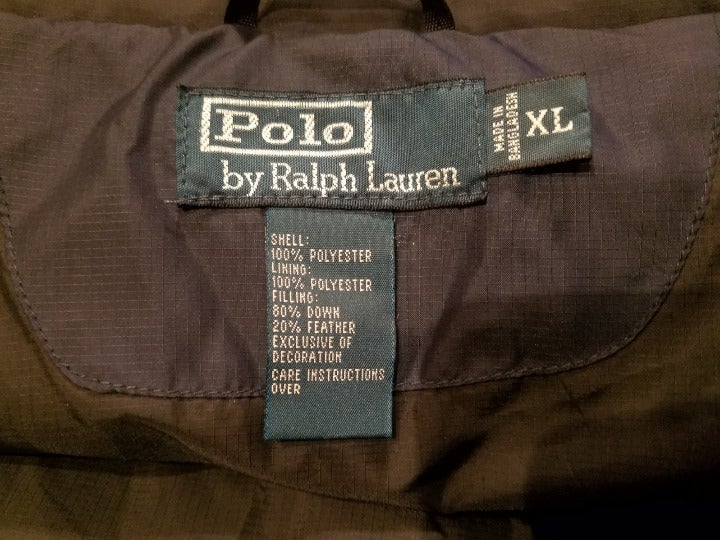 Polo
by Ralph Lauren
MADE IN
BANGLADESH
XL
SHELL:
100% POLYESTER
LINING:
100% POLYESTER
FILLING:
80% DOWN
20% FEATHER
EXCLUSIVE OF
DECORATION
CARE INSTRUCTIONS
OVER